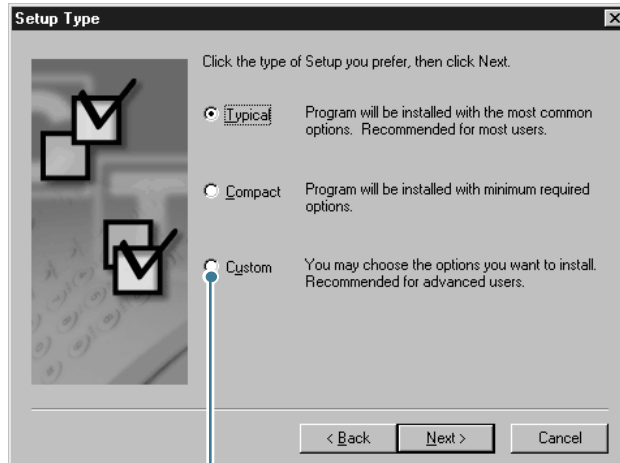 Setup Type
Click the type of Setup you prefer, then click Next.
Typical
Program will be installed with the most common
options. Recommended for most users.
Compact
Program will be installed with minimum required
options.
Custom
You may choose the options you want to install.
Recommended for advanced users.
< Back
Next >
Cancel